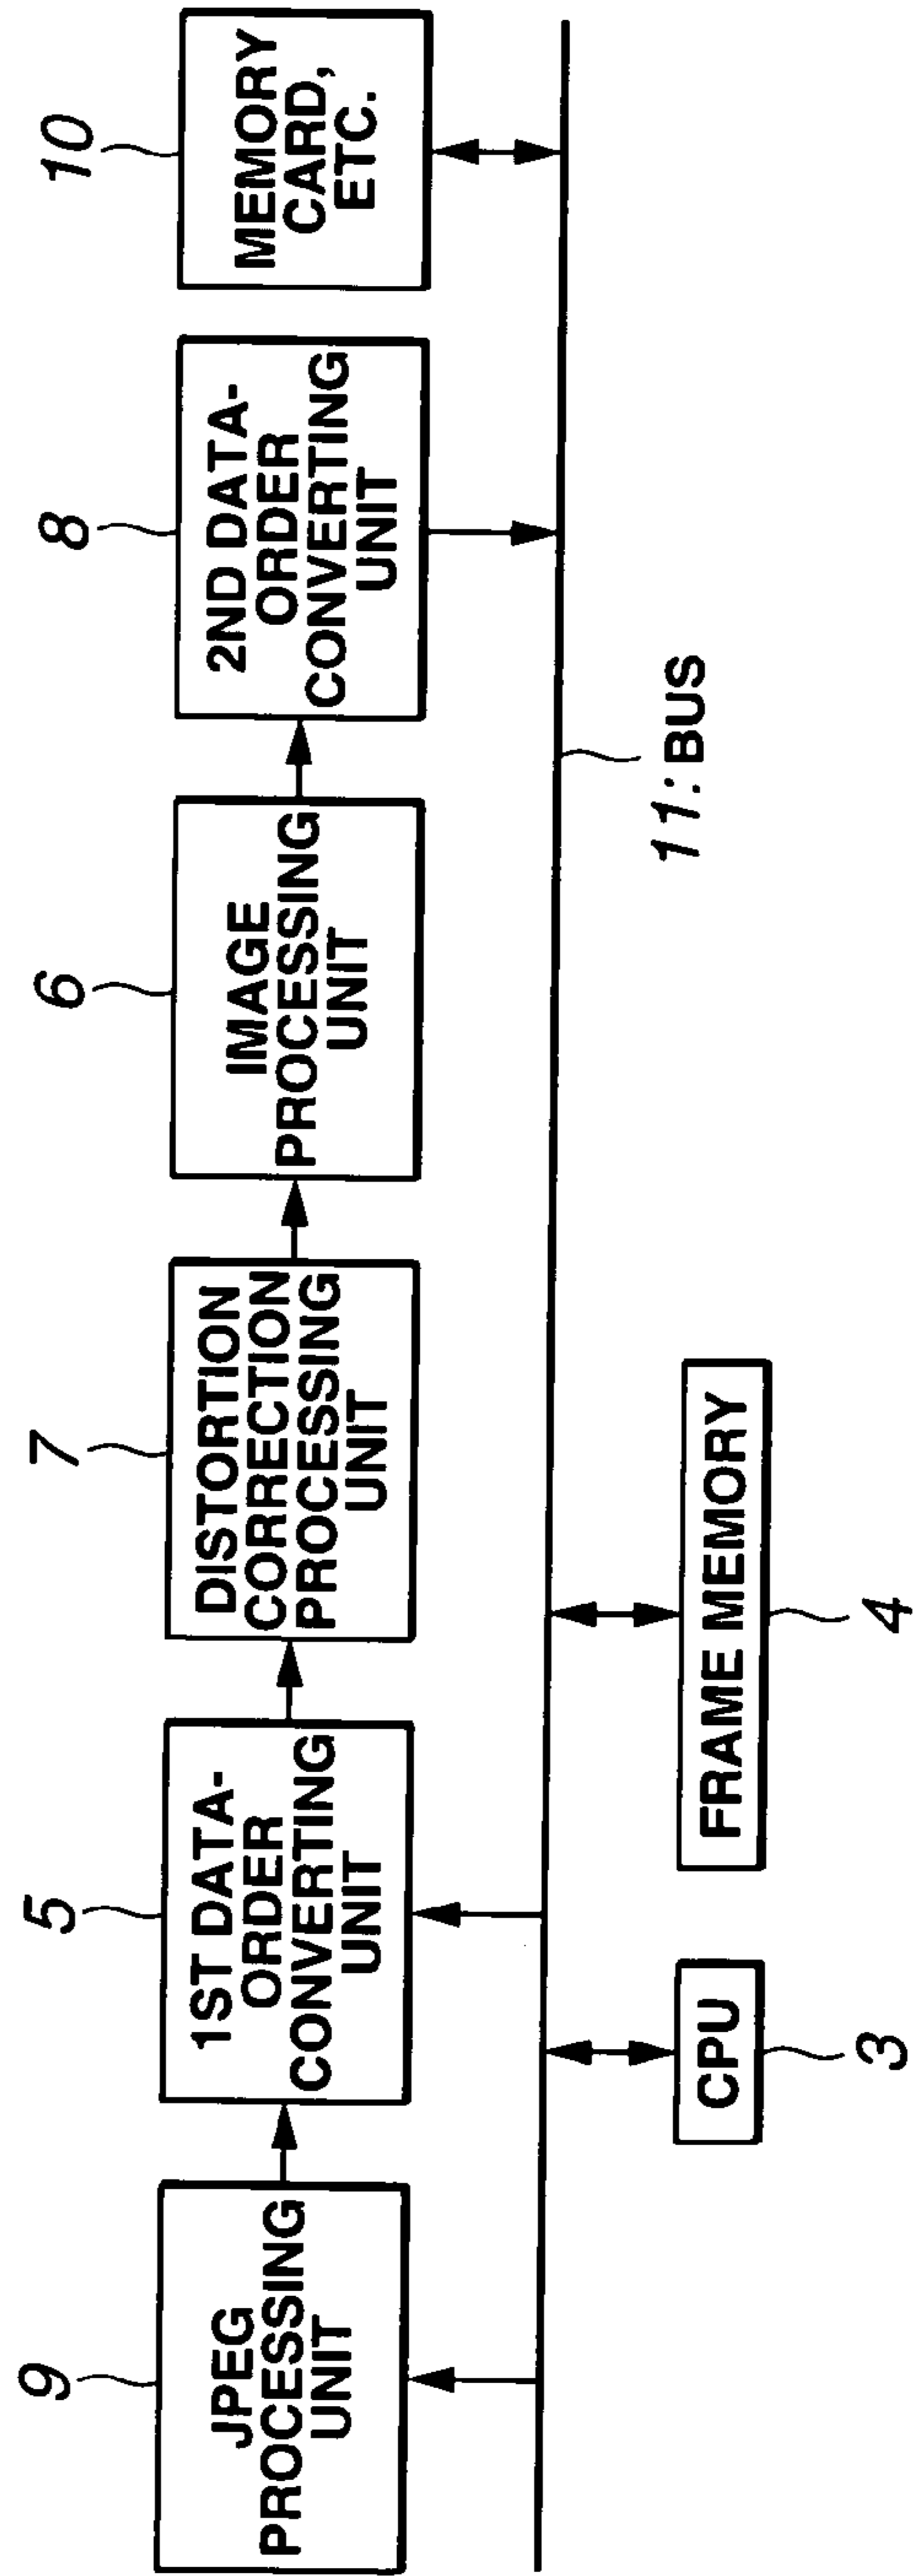 9
JPEG
PROCESSING
UNIT
5
1ST DATA-
ORDER
CONVERTING
UNIT
7
DISTORTION
CORRECTION
PROCESSING
UNIT
6
IMAGE
PROCESSING
UNIT
8
2ND DATA-
ORDER
CONVERTING
UNIT
10
MEMORY
CARD,
ETC.
11: BUS
CPU
3
FRAME MEMORY
4